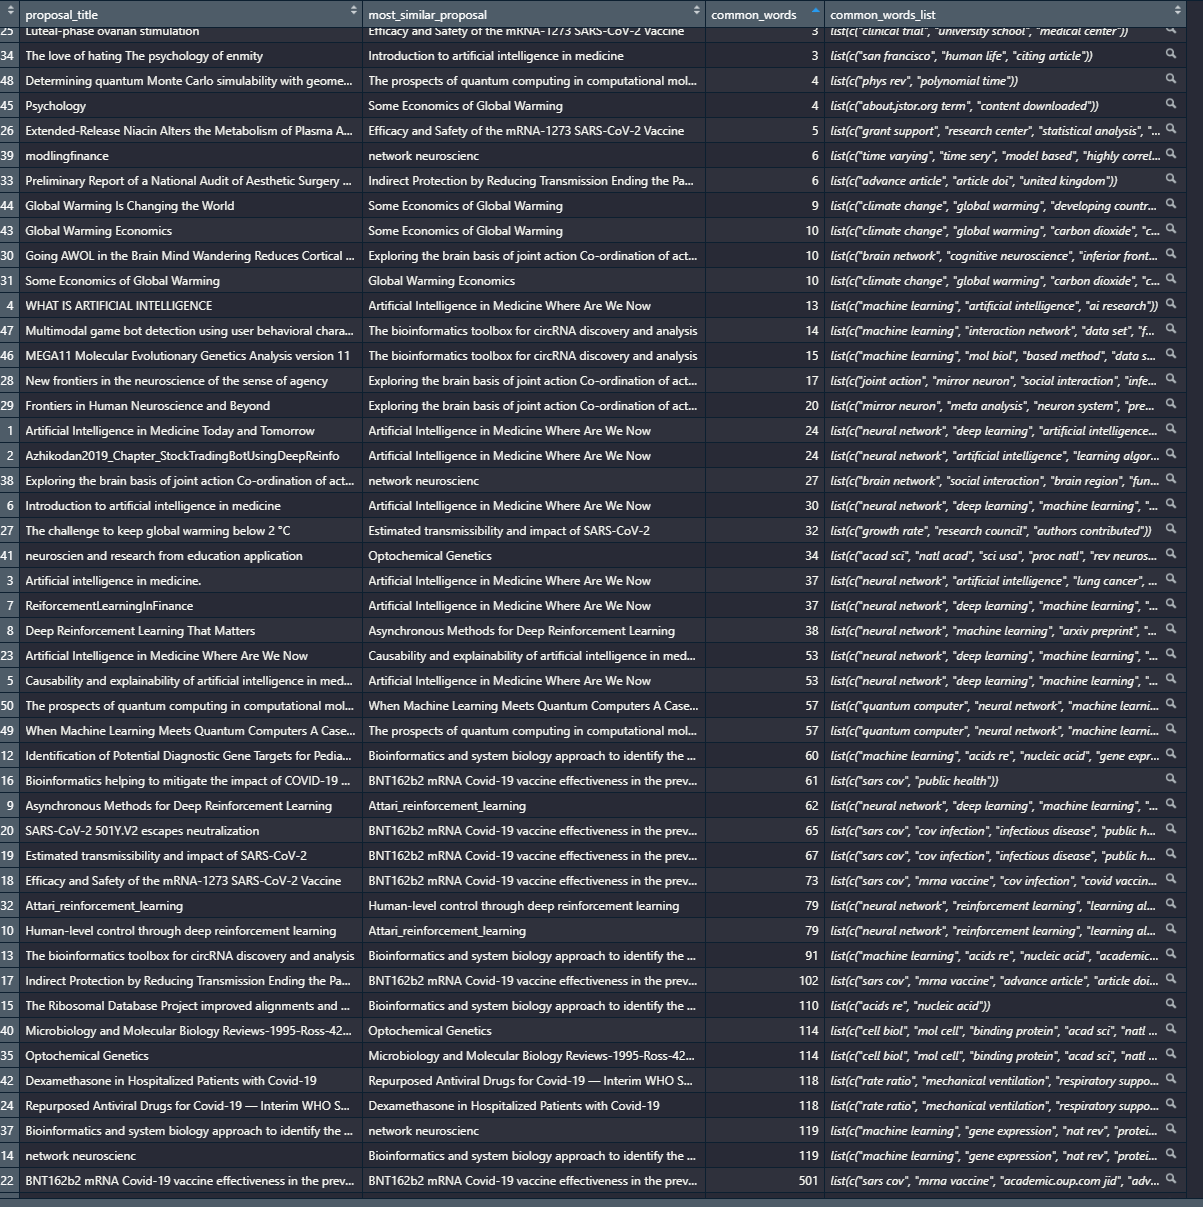 proposal_title most_similar_proposal common_words common_words_list
25 Luteal-phase ovarian stimulation Efficacy and Safety of the mRNA-1273 SARS-CoV-2 Vaccine 3 list(c("clinical trial", "university school", "medical center"))
34 The love of hating The psychology of enmity Introduction to artificial intelligence in medicine 3 list(c("san francisco", "human life", "citing article"))
48 Determining quantum Monte Carlo simulability with geome... The prospects of quantum computing in computational mol... 4 list(c("phys rev", "polynomial time"))
45 Psychology Some Economics of Global Warming 4 list(c("about.jstor.org term", "content downloaded"))
26 Extended-Release Niacin Alters the Metabolism of Plasma A... Efficacy and Safety of the mRNA-1273 SARS-CoV-2 Vaccine 5 list(c("grant support", "research center", "statistical analysis", "...
39 modlingfinance network neuroscienc 6 list(c("time varying", "time sery", "model based", "highly correl...
33 Preliminary Report of a National Audit of Aesthetic Surgery ... Indirect Protection by Reducing Transmission Ending the Pa... 6 list(c("advance article", "article doi", "united kingdom"))
44 Global Warming Is Changing the World Some Economics of Global Warming 9 list(c("climate change", "global warming", "developing countr...
43 Global Warming Economics Some Economics of Global Warming 10 list(c("climate change", "global warming", "carbon dioxide", "c...
30 Going AWOL in the Brain Mind Wandering Reduces Cortical ... Exploring the brain basis of joint action Co-ordination of act... 10 list(c("brain network", "cognitive neuroscience", "inferior front...
31 Some Economics of Global Warming Global Warming Economics 10 list(c("climate change", "global warming", "carbon dioxide", "c...
4 WHAT IS ARTIFICIAL INTELLIGENCE Artificial Intelligence in Medicine Where Are We Now 13 list(c("machine learning", "artificial intelligence", "ai research"))
47 Multimodal game bot detection using user behavioral chara... The bioinformatics toolbox for circRNA discovery and analysis 14 list(c("machine learning", "interaction network", "data set", "f...
46 MEGA11 Molecular Evolutionary Genetics Analysis version 11 The bioinformatics toolbox for circRNA discovery and analysis 15 list(c("machine learning", "mol biol", "based method", "data s...
28 New frontiers in the neuroscience of the sense of agency Exploring the brain basis of joint action Co-ordination of act... 17 list(c("joint action", "mirror neuron", "social interaction", "infe...
29 Frontiers in Human Neuroscience and Beyond Exploring the brain basis of joint action Co-ordination of act... 20 list(c("mirror neuron", "meta analysis", "neuron system", "pre...
1 Artificial Intelligence in Medicine Today and Tomorrow Artificial Intelligence in Medicine Where Are We Now 24 list(c("neural network", "deep learning", "artificial intelligence...
2 Azhikodan2019_Chapter_StockTradingBotUsingDeepReinfo Artificial Intelligence in Medicine Where Are We Now 24 list(c("neural network", "artificial intelligence", "learning algor...
38 Exploring the brain basis of joint action Co-ordination of act... network neuroscienc 27 list(c("brain network", "social interaction", "brain region", "fun...
6 Introduction to artificial intelligence in medicine Artificial Intelligence in Medicine Where Are We Now 30 list(c("neural network", "deep learning", "machine learning", "...
27 The challenge to keep global warming below 2 °C Estimated transmissibility and impact of SARS-CoV-2 32 list(c("growth rate", "research council", "authors contributed"))
41 neuroscien and research from education application Optochemical Genetics 34 list(c("acad sci", "natl acad", "sci usa", "proc natl", "rev neuros...
3 Artificial intelligence in medicine. Artificial Intelligence in Medicine Where Are We Now 37 list(c("neural network", "artificial intelligence", "lung cancer", ...
7 ReiforcementLearningInFinance Artificial Intelligence in Medicine Where Are We Now 37 list(c("neural network", "deep learning", "machine learning", "...
8 Deep Reinforcement Learning That Matters Asynchronous Methods for Deep Reinforcement Learning 38 list(c("neural network", "machine learning", "arxiv preprint", "...
23 Artificial Intelligence in Medicine Where Are We Now Causability and explainability of artificial intelligence in med... 53 list(c("neural network", "deep learning", "machine learning", "...
5 Causability and explainability of artificial intelligence in med... Artificial Intelligence in Medicine Where Are We Now 53 list(c("neural network", "deep learning", "machine learning", "...
50 The prospects of quantum computing in computational mol... When Machine Learning Meets Quantum Computers A Case... 57 list(c("quantum computer", "neural network", "machine learni...
49 When Machine Learning Meets Quantum Computers A Case... The prospects of quantum computing in computational mol... 57 list(c("quantum computer", "neural network", "machine learni...
12 Identification of Potential Diagnostic Gene Targets for Pedia... Bioinformatics and system biology approach to identify the ... 60 list(c("machine learning", "acids re", "nucleic acid", "gene expr...
16 Bioinformatics helping to mitigate the impact of COVID-19 ... BNT162b2 mRNA Covid-19 vaccine effectiveness in the prev... 61 list(c("sars cov", "public health"))
9 Asynchronous Methods for Deep Reinforcement Learning Attari_reinforcement_learning 62 list(c("neural network", "deep learning", "machine learning", "...
20 SARS-CoV-2 501Y.V2 escapes neutralization BNT162b2 mRNA Covid-19 vaccine effectiveness in the prev... 65 list(c("sars cov", "cov infection", "infectious disease", "public h...
19 Estimated transmissibility and impact of SARS-CoV-2 BNT162b2 mRNA Covid-19 vaccine effectiveness in the prev... 67 list(c("sars cov", "cov infection", "infectious disease", "public h...
18 Efficacy and Safety of the mRNA-1273 SARS-CoV-2 Vaccine BNT162b2 mRNA Covid-19 vaccine effectiveness in the prev... 73 list(c("sars cov", "mrna vaccine", "cov infection", "covid vaccin...
32 Attari_reinforcement_learning Human-level control through deep reinforcement learning 79 list(c("neural network", "reinforcement learning", "learning al...
10 Human-level control through deep reinforcement learning Attari_reinforcement_learning 79 list(c("neural network", "reinforcement learning", "learning al...
13 The bioinformatics toolbox for circRNA discovery and analysis Bioinformatics and system biology approach to identify the ... 91 list(c("machine learning", "acids re", "nucleic acid", "academic...
17 Indirect Protection by Reducing Transmission Ending the Pa... BNT162b2 mRNA Covid-19 vaccine effectiveness in the prev... 102 list(c("sars cov", "mrna vaccine", "advance article", "article doi...
15 The Ribosomal Database Project improved alignments and ... Bioinformatics and system biology approach to identify the ... 110 list(c("acids re", "nucleic acid"))
40 Microbiology and Molecular Biology Reviews-1995-Ross-42... Optochemical Genetics 114 list(c("cell biol", "mol cell", "binding protein", "acad sci", "natl ...
35 Optochemical Genetics Microbiology and Molecular Biology Reviews-1995-Ross-42... 114 list(c("cell biol", "mol cell", "binding protein", "acad sci", "natl ...
42 Dexamethasone in Hospitalized Patients with Covid-19 Repurposed Antiviral Drugs for Covid-19 — Interim WHO S... 118 list(c("rate ratio", "mechanical ventilation", "respiratory suppo...
24 Repurposed Antiviral Drugs for Covid-19 — Interim WHO S... Dexamethasone in Hospitalized Patients with Covid-19 118 list(c("rate ratio", "mechanical ventilation", "respiratory suppo...
37 Bioinformatics and system biology approach to identify the ... network neuroscienc 119 list(c("machine learning", "gene expression", "nat rev", "protei...
14 network neuroscienc Bioinformatics and system biology approach to identify the ... 119 list(c("machine learning", "gene expression", "nat rev", "protei...
22 BNT162b2 mRNA Covid-19 vaccine effectiveness in the prev... BNT162b2 mRNA Covid-19 vaccine effectiveness in the prev... 501 list(c("sars cov", "mrna vaccine", "academic.oup.com jid", "adv...